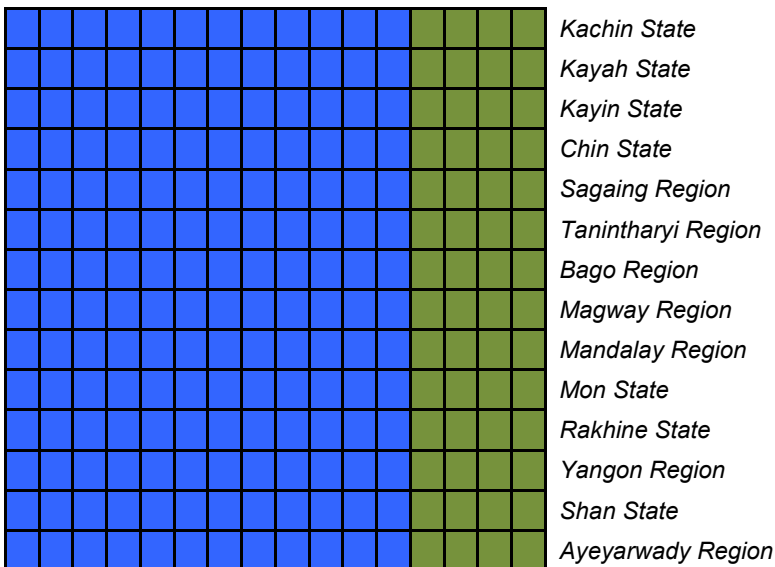 Kachin State
Kayah State
Kayin State
Chin State
Sagaing Region
Tanintharyi Region
Bago Region
Magway Region
Mandalay Region
Mon State
Rakhine State
Yangon Region
Shan State
Ayeyarwady Region